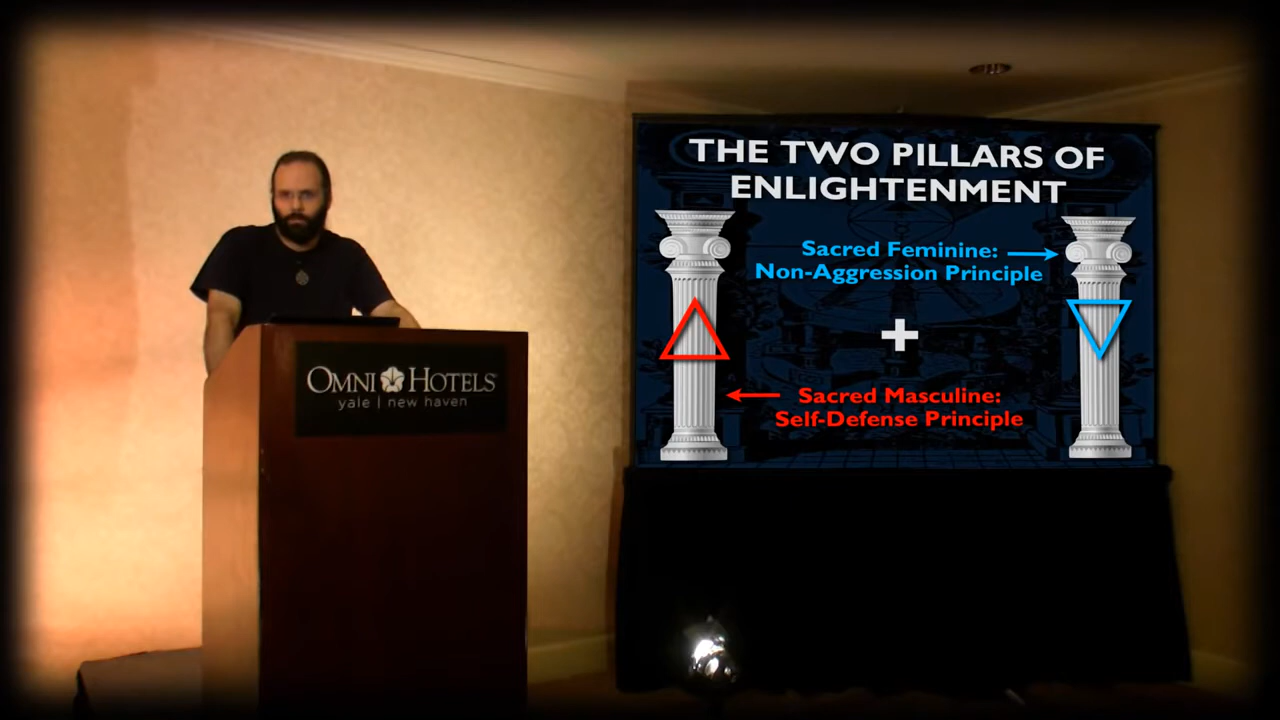 OMNI HOTELS
yale | new haven
THE TWO PILLARS OF
ENLIGHTENMENT
Sacred Feminine:
Non-Aggression Principle
+
Sacred Masculine:
Self-Defense Principle